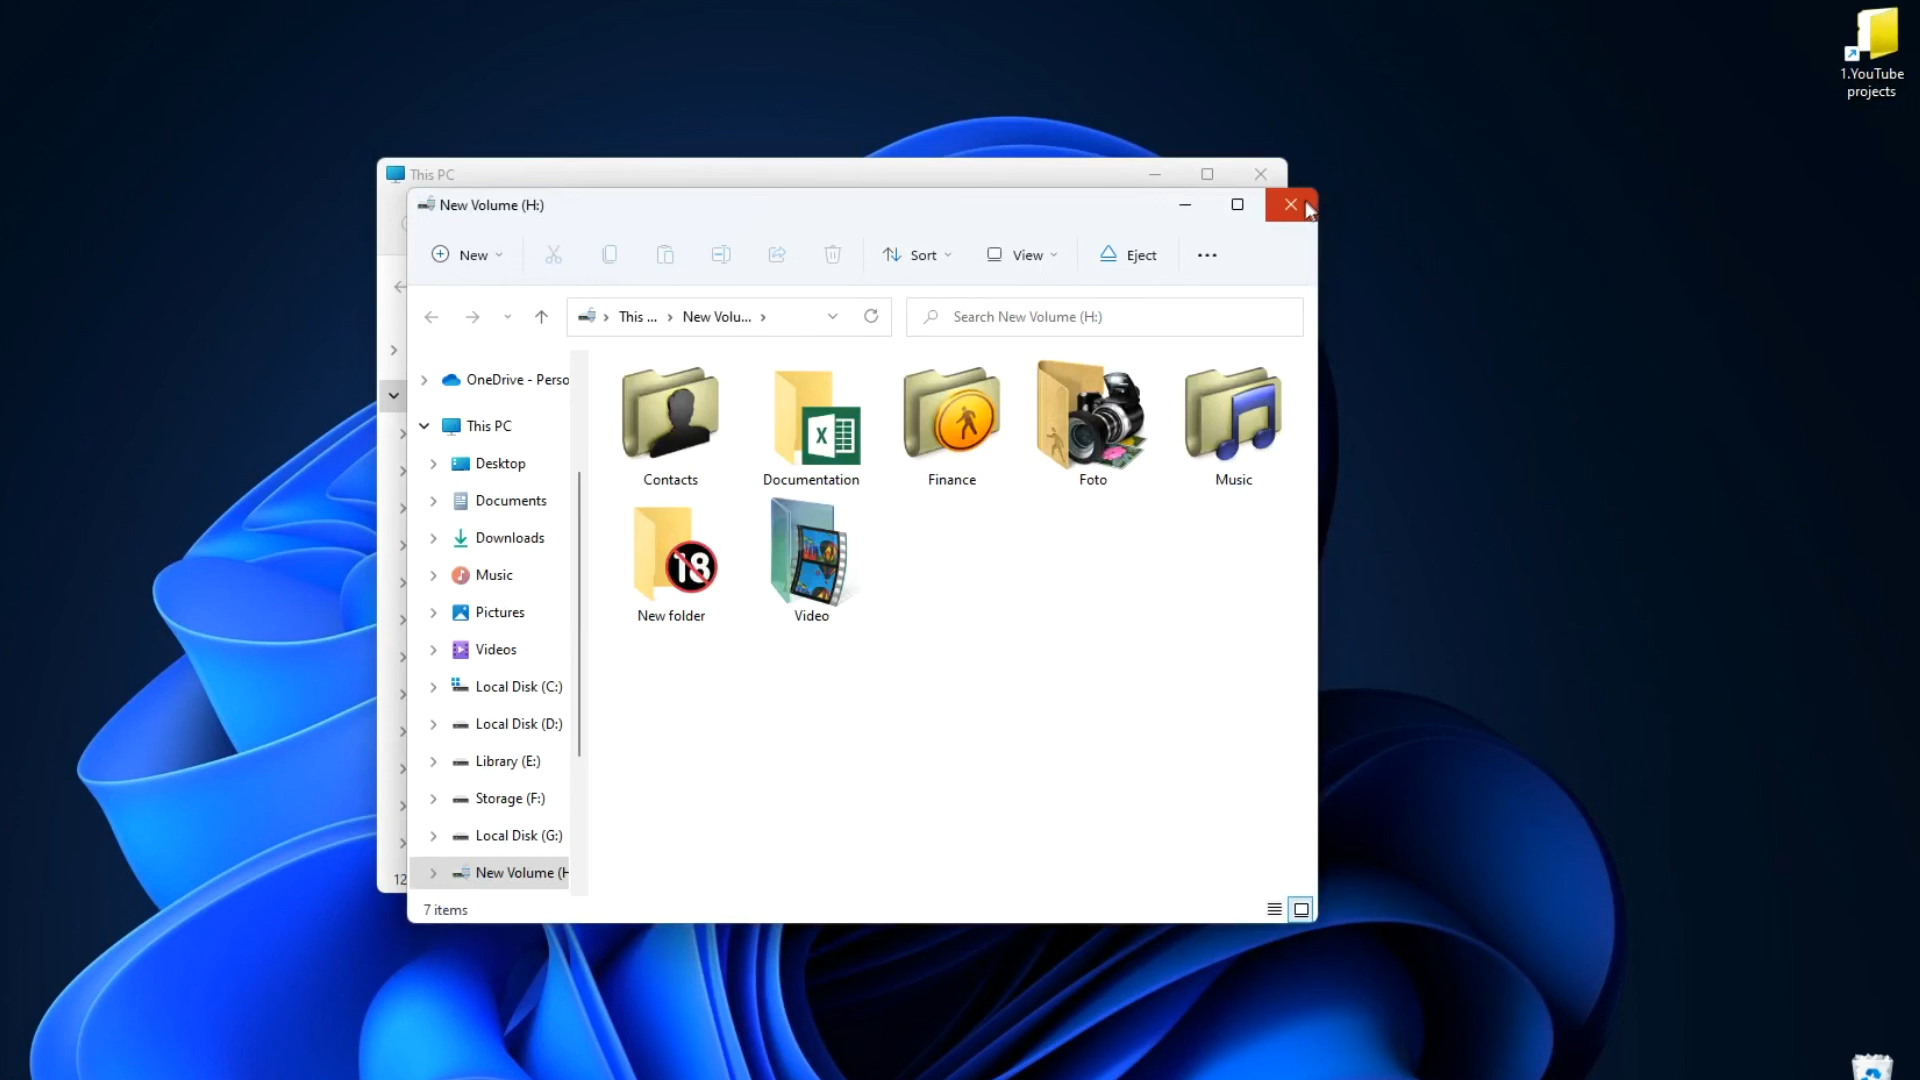 1.YouTube
projects
This PC
New Volume (H:)
New
Sort
View
Eject
This ...
New Volu...
Search New Volume (H:)
OneDrive - Perso
This PC
Desktop
Documents
Downloads
Music
Pictures
Videos
Local Disk (C:)
Local Disk (D:)
Library (E:)
Storage (F:)
Local Disk (G:)
New Volume (H
Contacts
Documentation
Finance
Foto
Music
18
New folder
Video
12
7 items